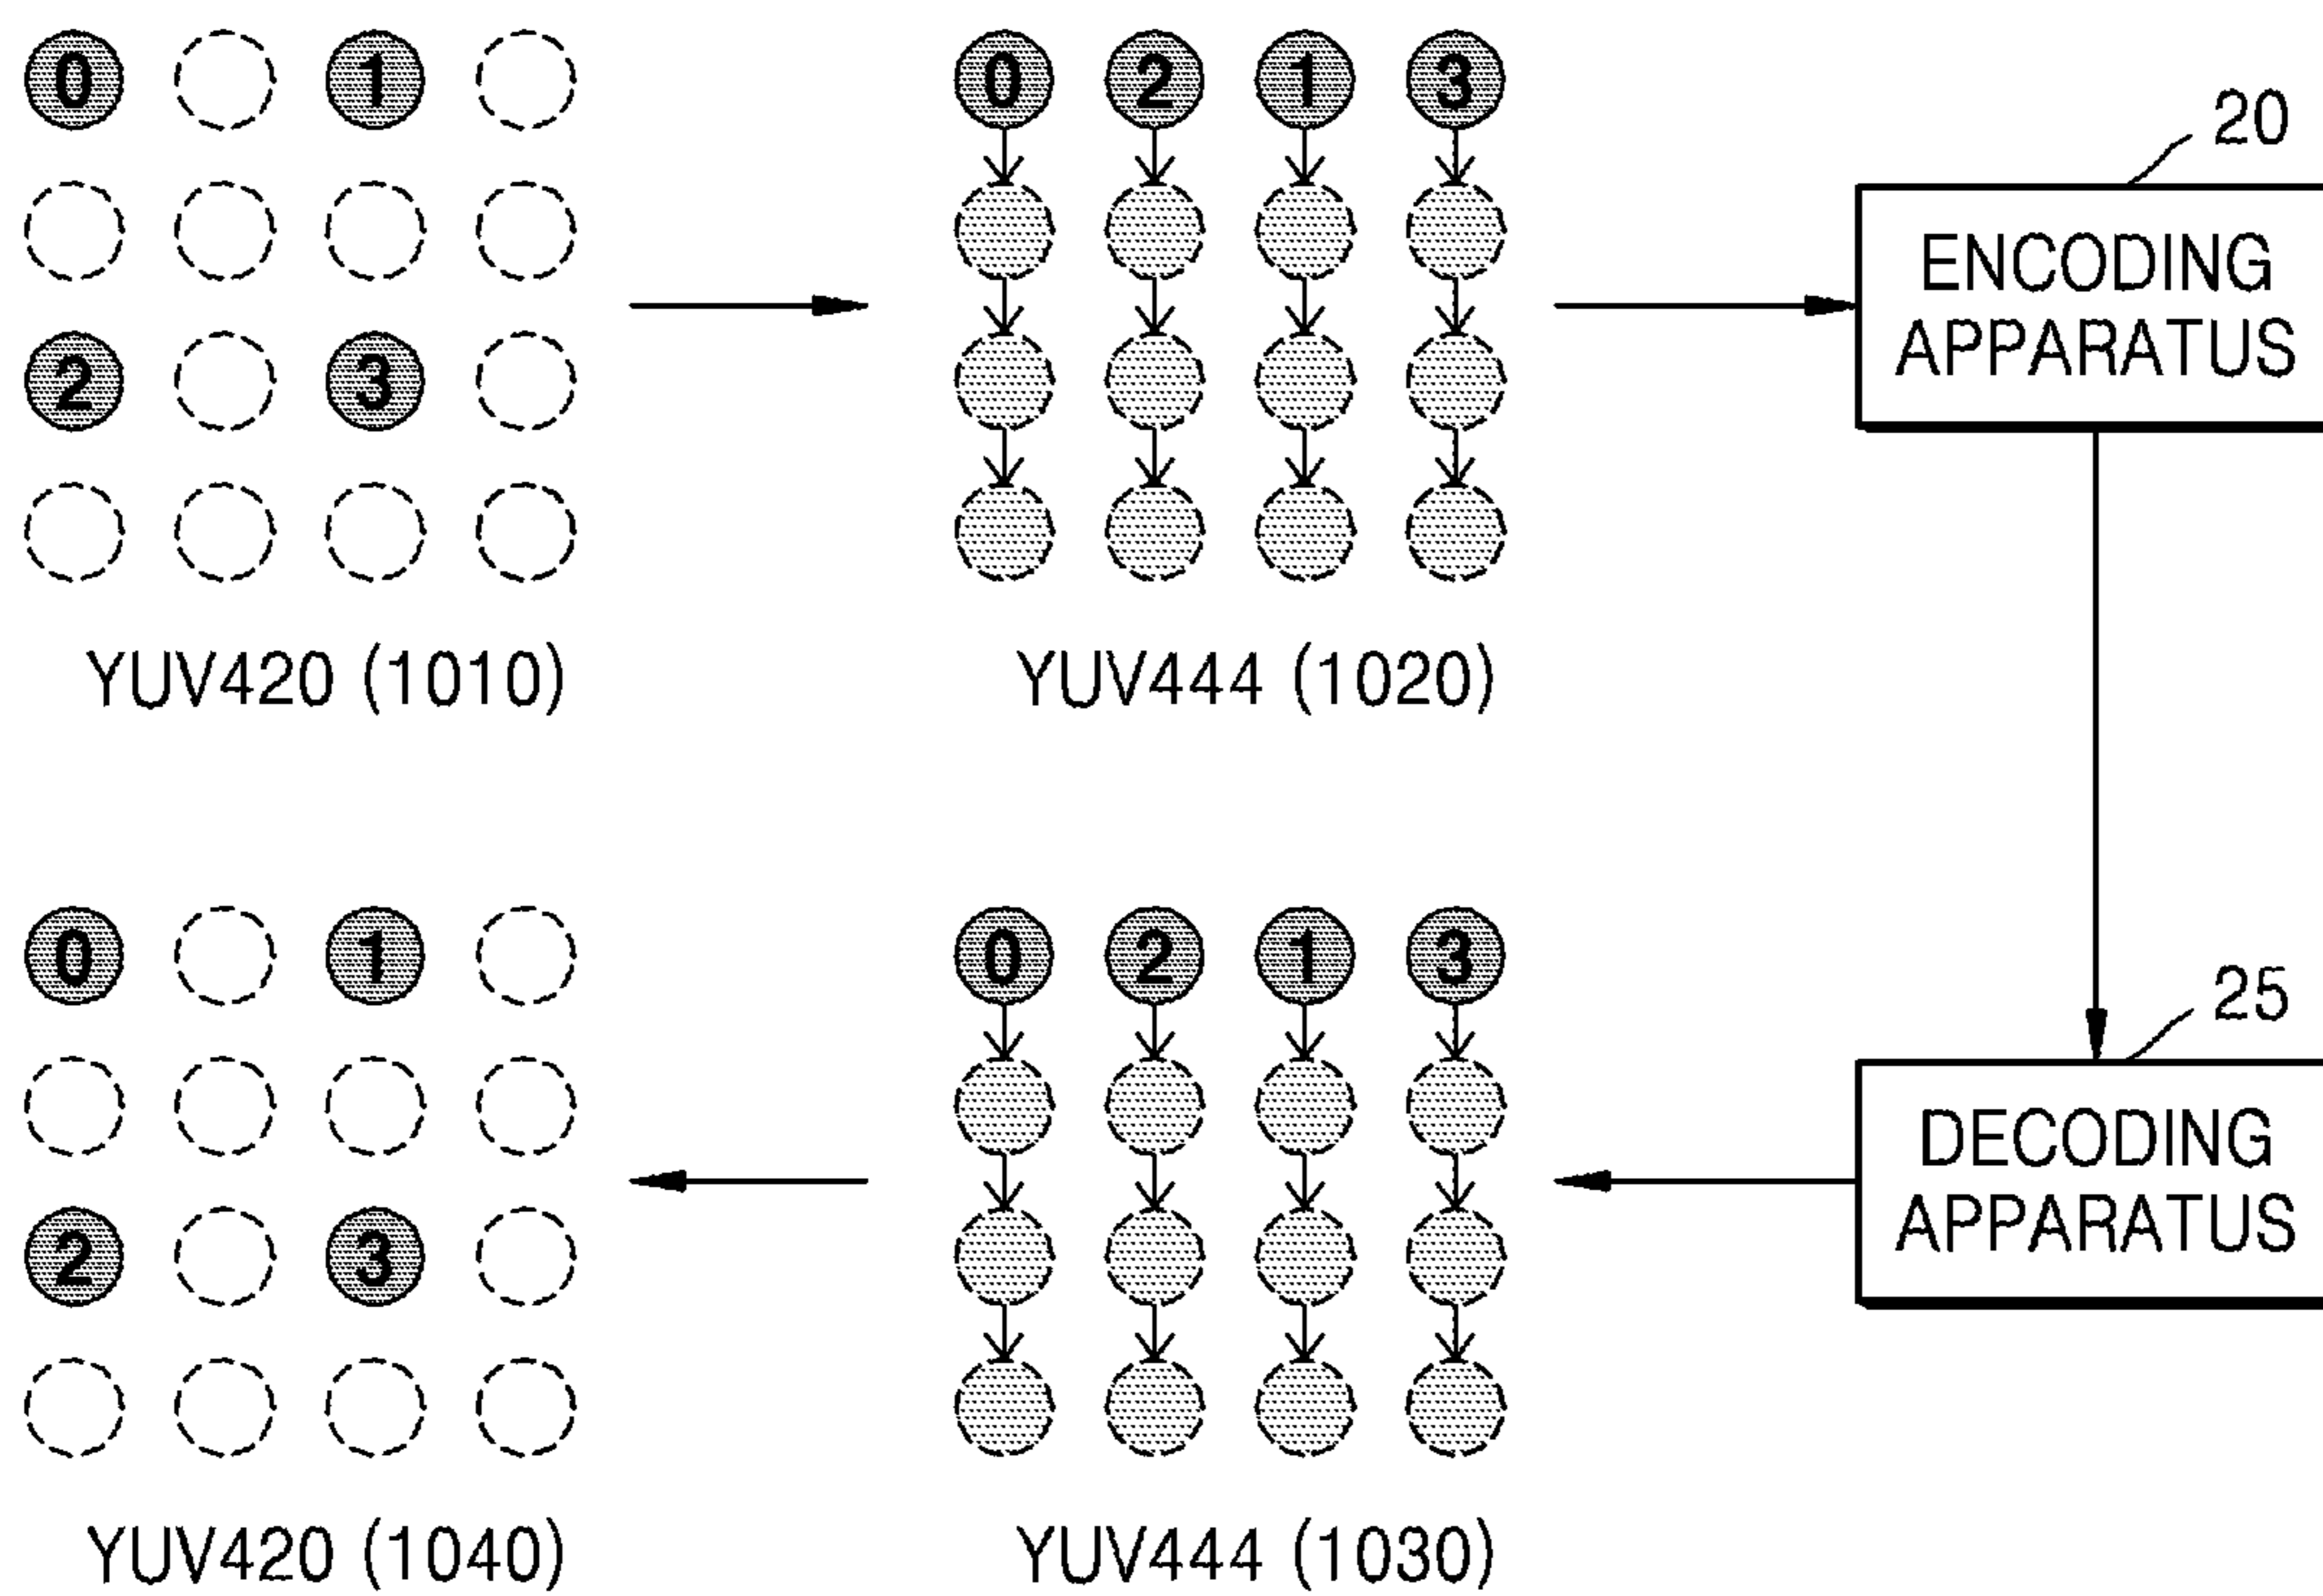 0 1 0 2 1 3
20
ENCODING
APPARATUS
2 3
YUV420 (1010) YUV444 (1020)
0 1 0 2 1 3
25
DECODING
APPARATUS
2 3
YUV420 (1040) YUV444 (1030)